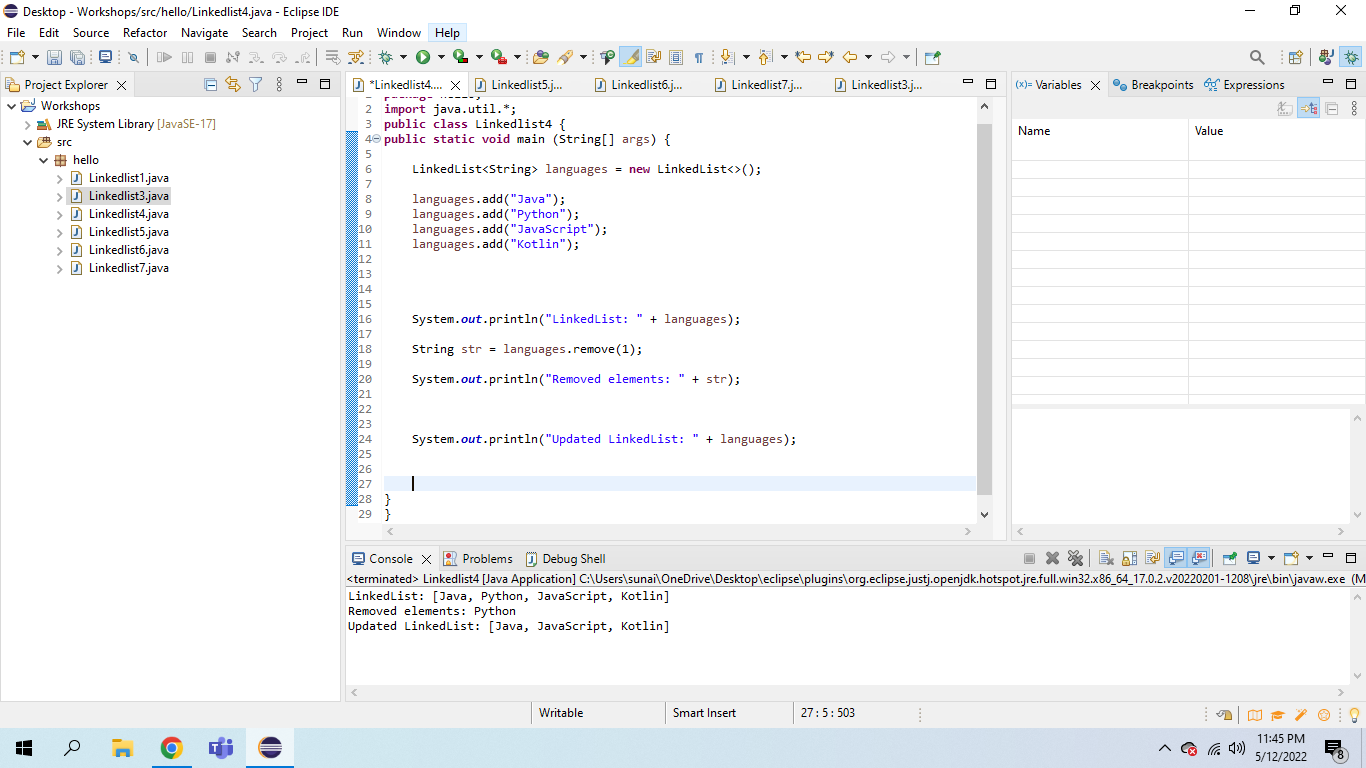 Desktop - Workshops/src/hello/Linkedlist4.java - Eclipse IDE
File Edit Source Refactor Navigate Search Project Run Window Help
Project Explorer
Workshops
JRE System Library [JavaSE-17]
src
hello
Linkedlist1.java
Linkedlist3.java
Linkedlist4.java
Linkedlist5.java
Linkedlist6.java
Linkedlist7.java
*Linkedlist4.... Linkedlist5.j... Linkedlist6.j... Linkedlist7.j... Linkedlist3.j...
2 import java.util.*;
3 public class Linkedlist4 {
4 public static void main (String[] args) {
5
6 LinkedList<String> languages = new LinkedList<>();
7
8 languages.add("Java");
9 languages.add("Python");
10 languages.add("JavaScript");
11 languages.add("Kotlin");
12
13
14
15
16 System.out.println("LinkedList: " + languages);
17
18 String str = languages.remove(1);
19
20 System.out.println("Removed elements: " + str);
21
22
23
24 System.out.println("Updated LinkedList: " + languages);
25
26
27
28 }
29 }
(x)= Variables Breakpoints Expressions
Name Value
Console Problems Debug Shell
<terminated> Linkedlist4 [Java Application] C:\Users\sunai\OneDrive\Desktop\eclipse\plugins\org.eclipse.justj.openjdk.hotspot.jre.full.win32.x86_64_17.0.2.v20220201-1208\jre\bin\javaw.exe (M
LinkedList: [Java, Python, JavaScript, Kotlin]
Removed elements: Python
Updated LinkedList: [Java, JavaScript, Kotlin]
Writable Smart Insert 27 : 5 : 503
11:45 PM
5/12/2022
8